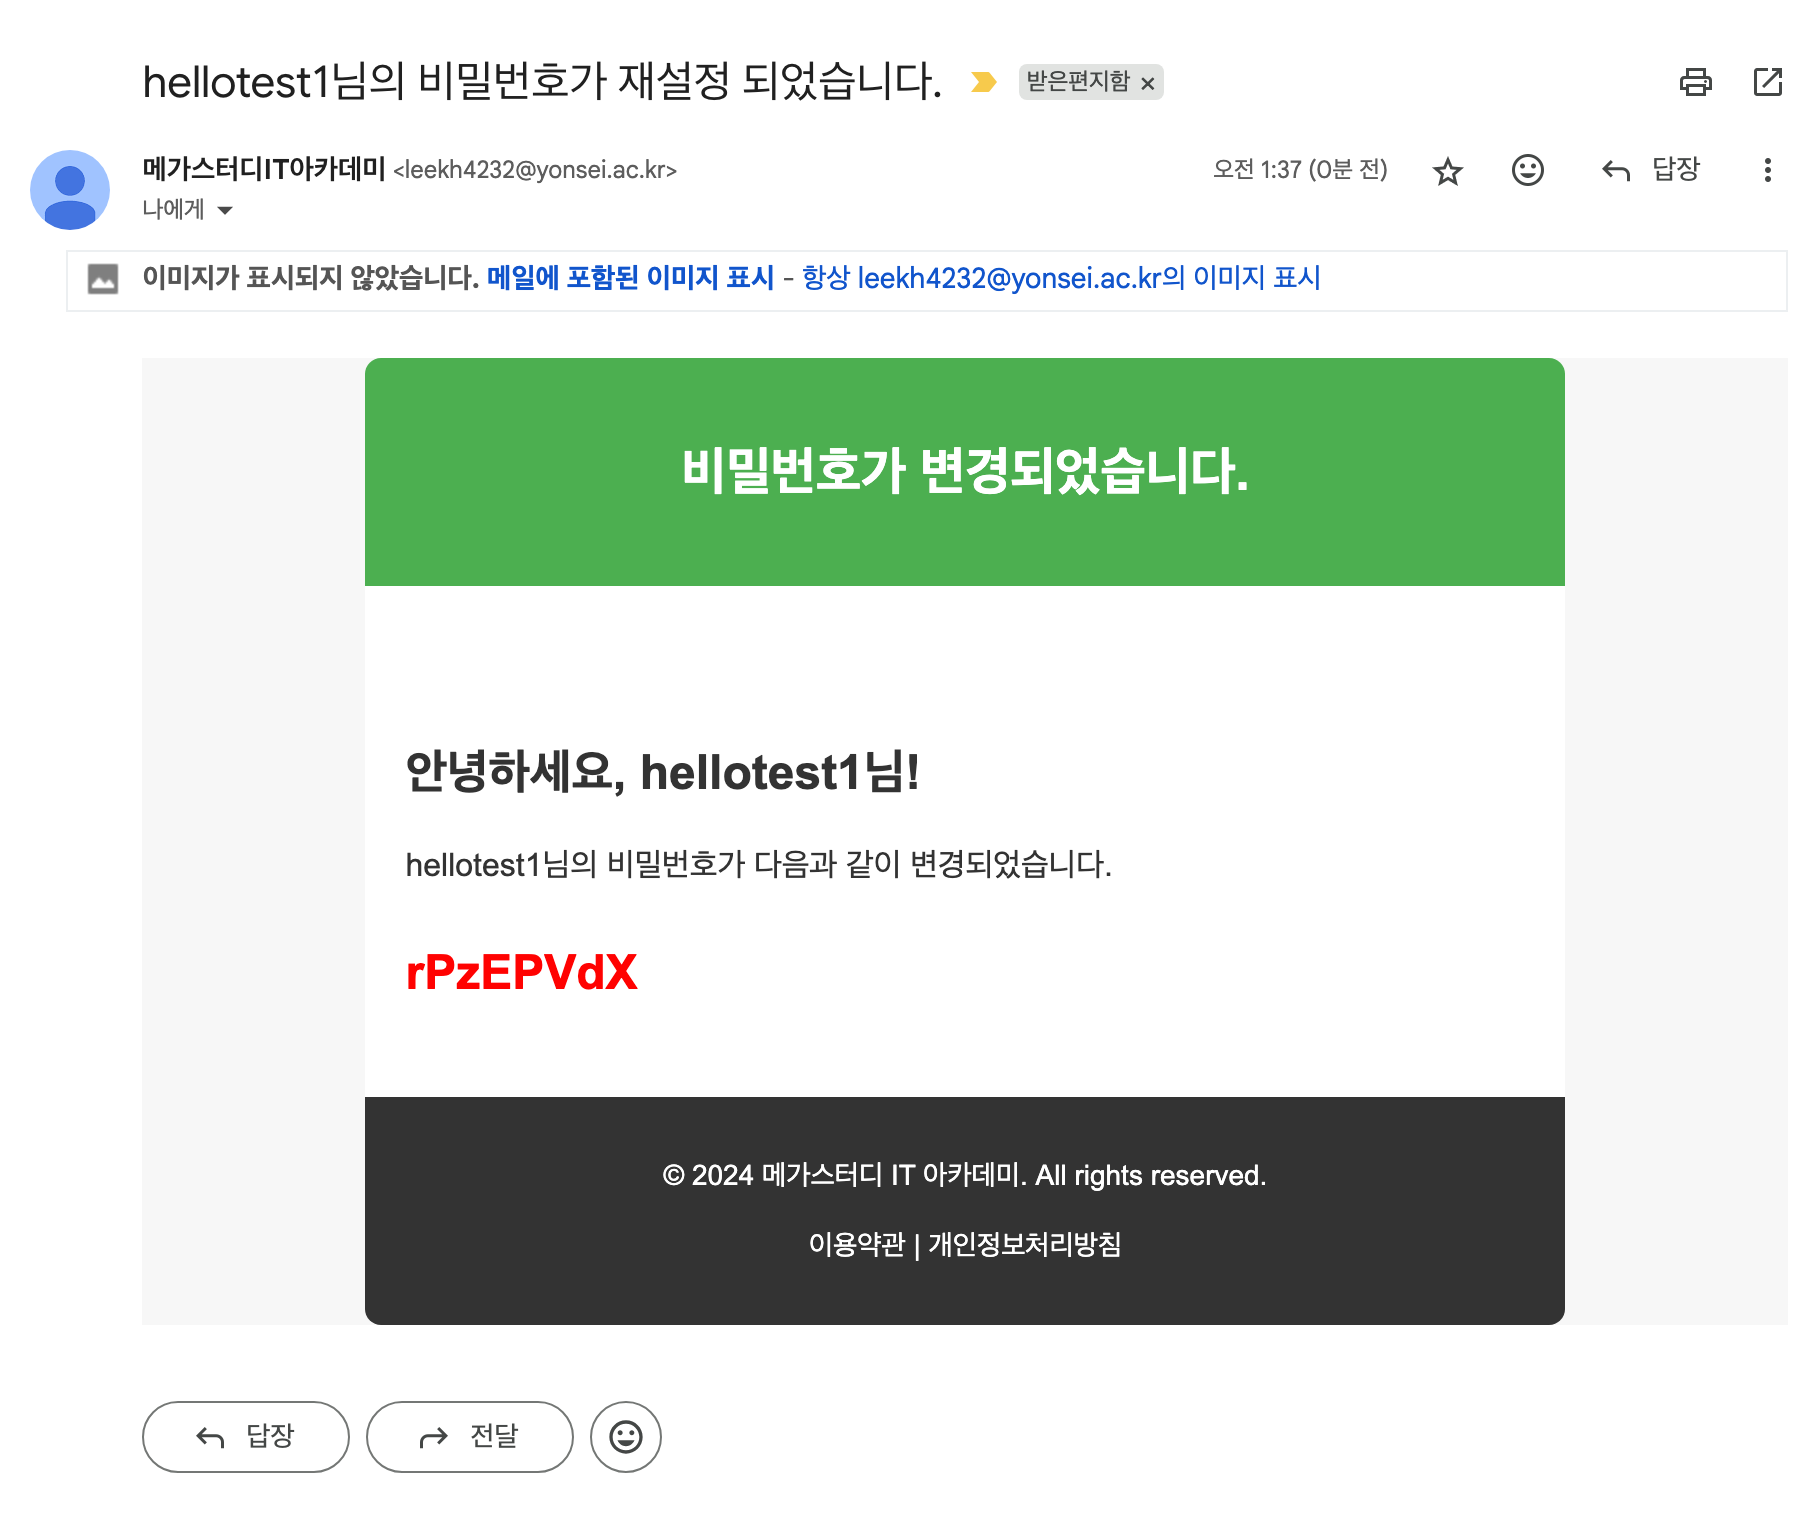 hellotest1님의 비밀번호가 재설정 되었습니다. 받은편지함 ×
메가스터디IT아카데미 <leekh4232@yonsei.ac.kr> 오전 1:37 (0분 전) 답장
나에게
이미지가 표시되지 않았습니다. 메일에 포함된 이미지 표시 - 항상 leekh4232@yonsei.ac.kr의 이미지 표시
비밀번호가 변경되었습니다.
안녕하세요, hellotest1님!
hellotest1님의 비밀번호가 다음과 같이 변경되었습니다.
rPzEPVdX
© 2024 메가스터디 IT 아카데미. All rights reserved.
이용약관 | 개인정보처리방침
답장 전달